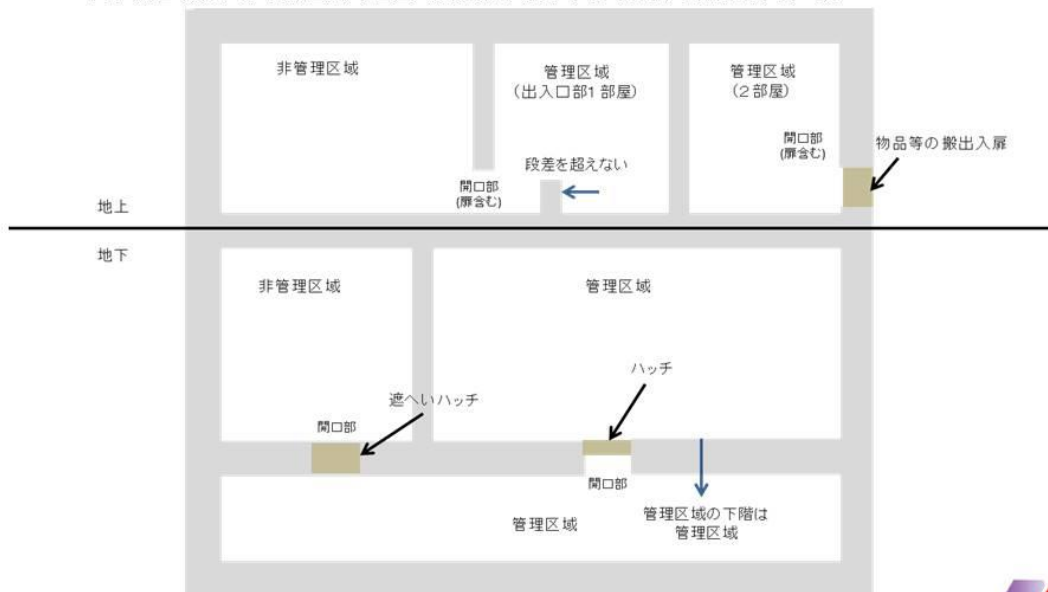 非管理区域
管理区域
(出入口部1部屋)
管理区域
(2部屋)
開口部
(扉含む)
物品等の搬出入扉
段差を超えない
開口部
(扉含む)
地上
地下
非管理区域
管理区域
ハッチ
遮へいハッチ
開口部
開口部
管理区域
管理区域の下階は
管理区域